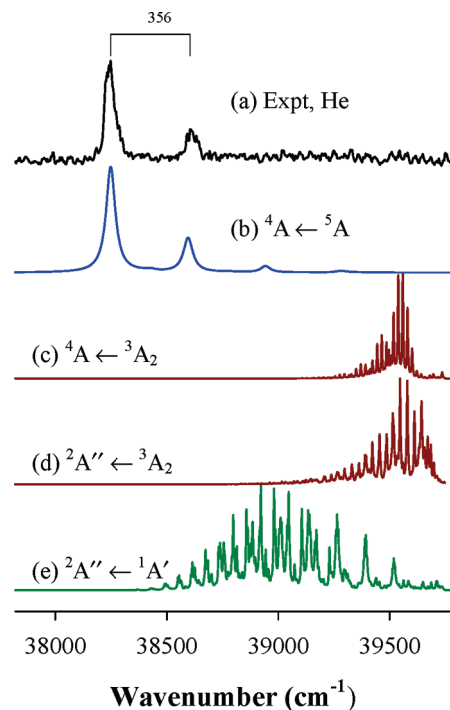 356
(a) Expt, He
(b) ⁴A ← ⁵A
(c) ⁴A ← ³A₂
(d) ²A′′ ← ³A₂
(e) ²A′′ ← ¹A′
38000 38500 39000 39500
Wavenumber (cm⁻¹)